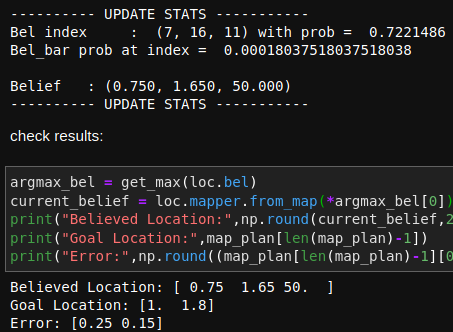 ---------- UPDATE STATS -----------
Bel index     :  (7, 16, 11) with prob =  0.7221486
Bel_bar prob at index =  0.00018037518037518038
Belief   : (0.750, 1.650, 50.000)
---------- UPDATE STATS -----------
check results:
argmax_bel = get_max(loc.bel)
current_belief = loc.mapper.from_map(*argmax_bel[0])
print("Believed Location:",np.round(current_belief,2
print("Goal Location:",map_plan[len(map_plan)-1])
print("Error:",np.round((map_plan[len(map_plan)-1][0
Believed Location: [ 0.75  1.65 50.  ]
Goal Location: [1.  1.8]
Error: [0.25 0.15]